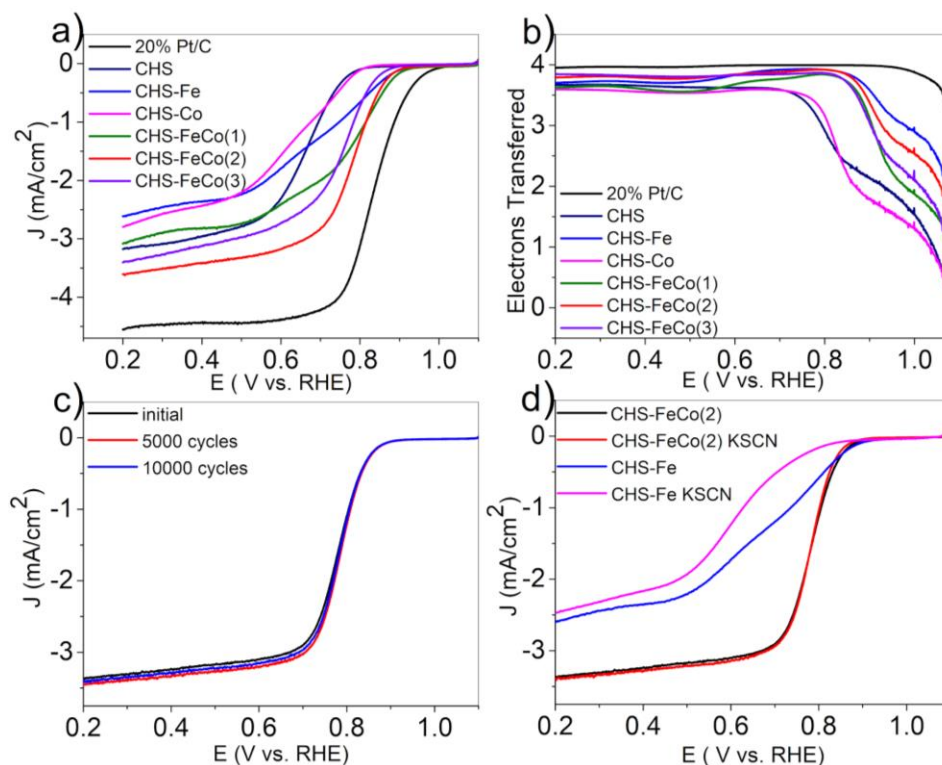 a)
20% Pt/C
CHS
CHS-Fe
CHS-Co
CHS-FeCo(1)
CHS-FeCo(2)
CHS-FeCo(3)
J (mA/cm²)
0
-1
-2
-3
-4
0.2 0.4 0.6 0.8 1.0
E ( V vs. RHE)
b)
20% Pt/C
CHS
CHS-Fe
CHS-Co
CHS-FeCo(1)
CHS-FeCo(2)
CHS-FeCo(3)
Electrons Transferred
4
3
2
1
0
0.2 0.4 0.6 0.8 1.0
E ( V vs. RHE)
c)
initial
5000 cycles
10000 cycles
J (mA/cm²)
0
-1
-2
-3
0.2 0.4 0.6 0.8 1.0
E (V vs. RHE)
d)
CHS-FeCo(2)
CHS-FeCo(2) KSCN
CHS-Fe
CHS-Fe KSCN
J (mA/cm²)
0
-1
-2
-3
0.2 0.4 0.6 0.8 1.0
E ( V vs. RHE)